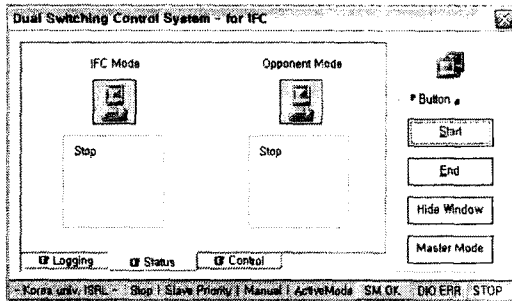 Dual Switching Control System - for IFC
IFC Mode
Opponent Mode
Stop
Stop
Button
Start
End
Hide Window
Master Mode
Logging
Status
Control
- Korea univ. ISRL - Stop | Slave Priority | Manual | ActiveMode SM OK DIO ERR STOP